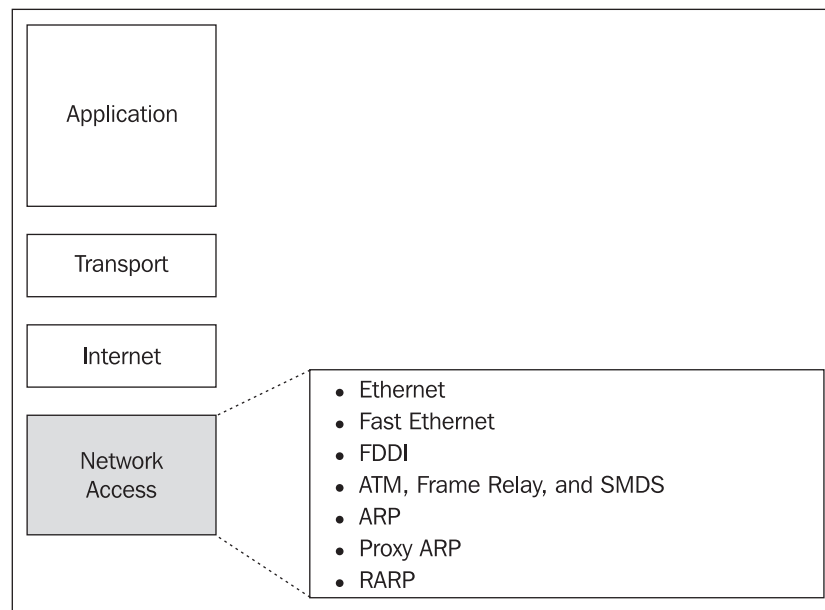 Application
Transport
Internet
Network
Access
• Ethernet
• Fast Ethernet
• FDDI
• ATM, Frame Relay, and SMDS
• ARP
• Proxy ARP
• RARP